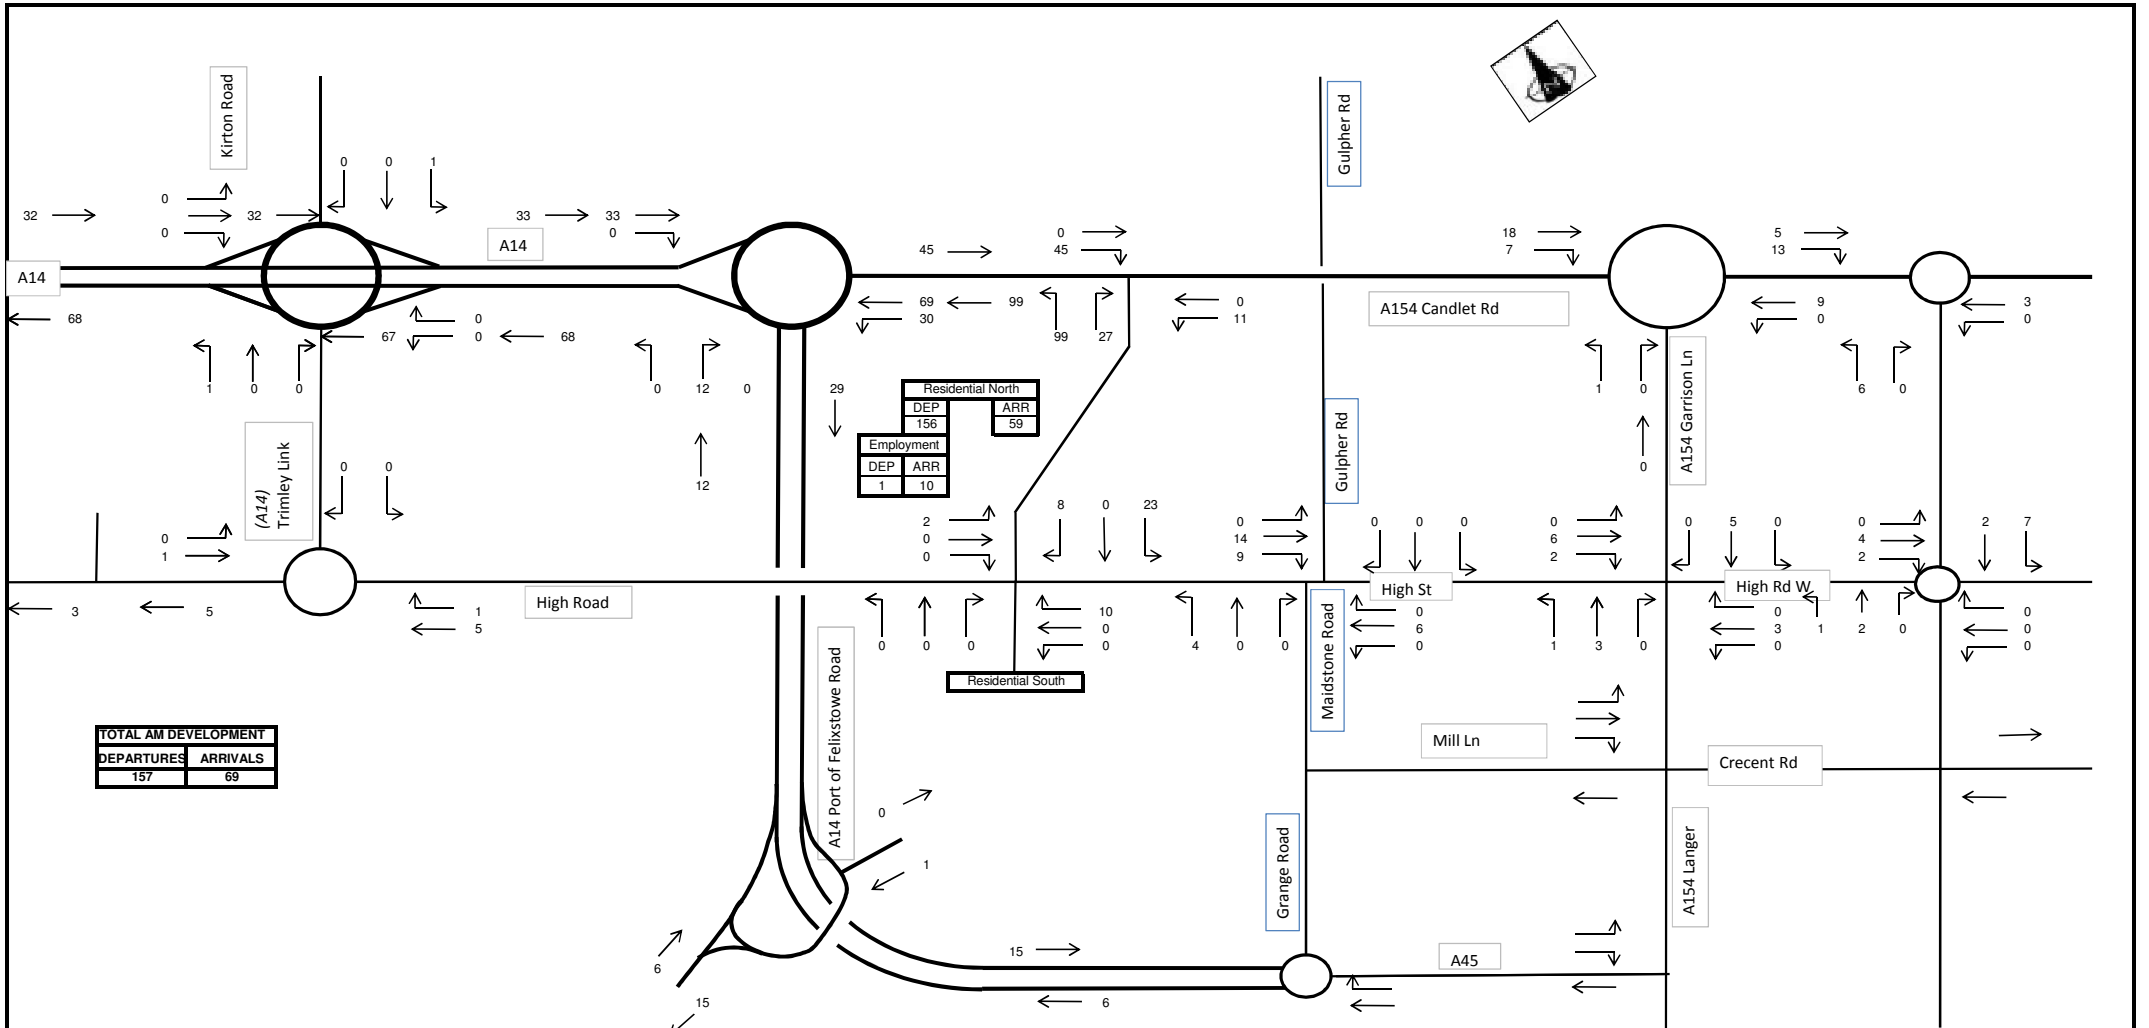 Kirton Road
Gulpher Rd
0 0 1
0
32 32
0
33 33
0
A14
A14
45 0
45
18
7
5
13
68
67 0
0 68
69 99
30
99 27
0
11
A154 Candlet Rd
9
0
3
0
1 0 0
0 12 0 29
Residential North
DEP ARR
156 59
Employment
DEP ARR
1 10
1 0
A154 Garrison Ln
6 0
Gulpher Rd
(A14)
Trimley Link
0 0
12
0
0
1
2
0
0
8 0 23
0
14
9
0 0 0
0
6
2
0 5 0
0
4
2
2 7
3 5
1
5
High Road
High St
High Rd W
0 0 0
10
0
0
4 0 0
Maidstone Road
0
6
0
1 3 0
0
3
0
1 2 0
0
0
0
Residential South
A14 Port of Felixstowe Road
TOTAL AM DEVELOPMENT
DEPARTURES ARRIVALS
157 69
Mill Ln
Crecent Rd
0
1
Grange Road
A154 Langer
6
15
15
6
A45